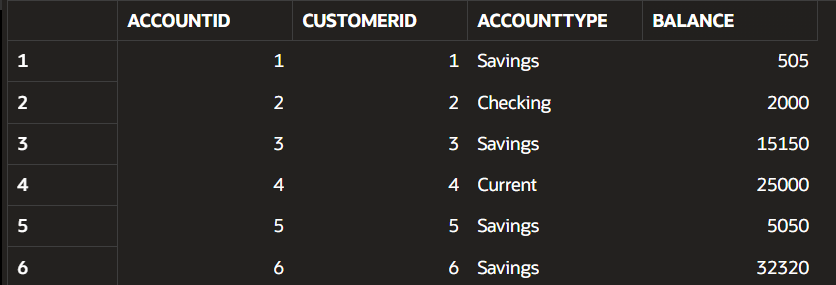 ACCOUNTID CUSTOMERID ACCOUNTTYPE BALANCE
1 1 1 Savings 505
2 2 2 Checking 2000
3 3 3 Savings 15150
4 4 4 Current 25000
5 5 5 Savings 5050
6 6 6 Savings 32320